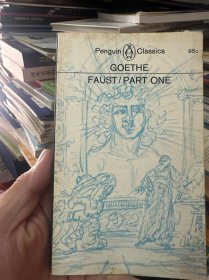 Penguin Classics 95c
GOETHE
FAUST/PART ONE